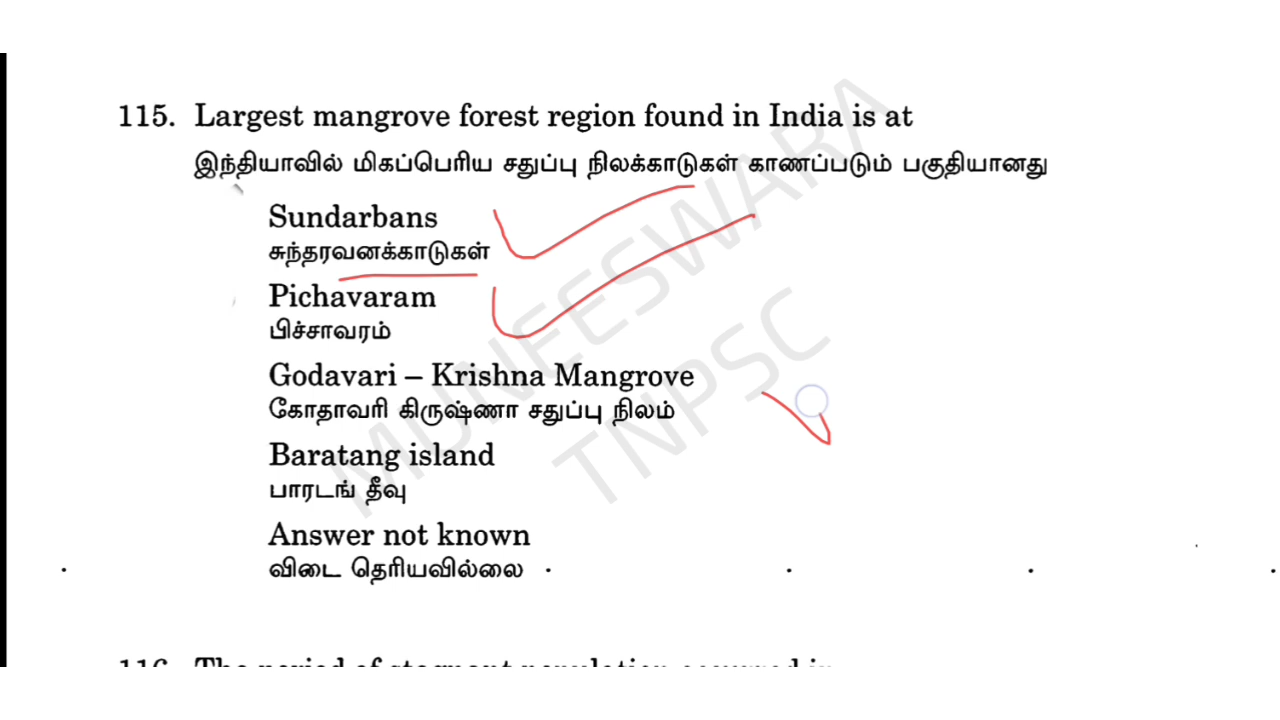 115. Largest mangrove forest region found in India is at
இந்தியாவில் மிகப்பெரிய சதுப்பு நிலக்காடுகள் காணப்படும் பகுதியானது
Sundarbans
சுந்தரவனக்காடுகள்
Pichavaram
பிச்சாவரம்
Godavari – Krishna Mangrove
கோதாவரி கிருஷ்ணா சதுப்பு நிலம்
Baratang island
பாரடங் தீவு
Answer not known
விடை தெரியவில்லை
MUNEESWARA
TNPSC